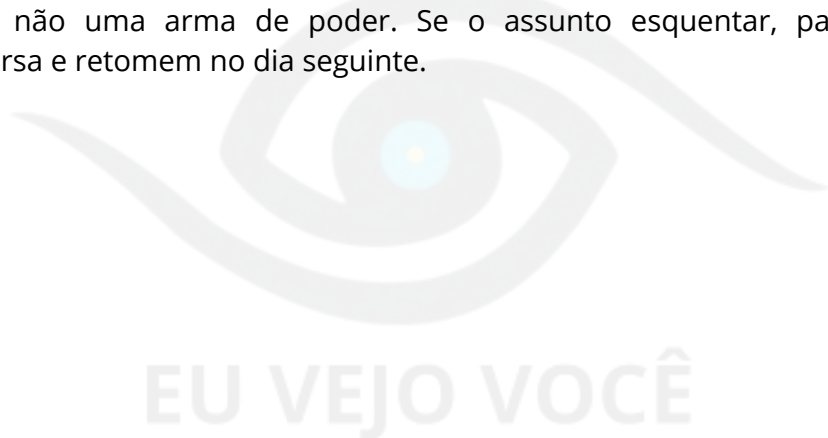 não uma arma de poder. Se o assunto esquentar, pa
rsa e retomem no dia seguinte.
EU VEJO VOCÊ